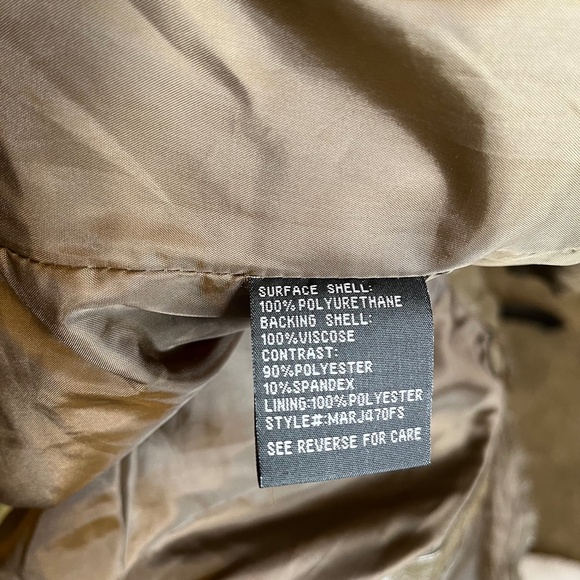 SURFACE SHELL:
100%POLYURETHANE
BACKING SHELL:
100%VISCOSE
CONTRAST:
90%POLYESTER
10%SPANDEX
LINING:100%POLYESTER
STYLE#:MARJ470FS
SEE REVERSE FOR CARE